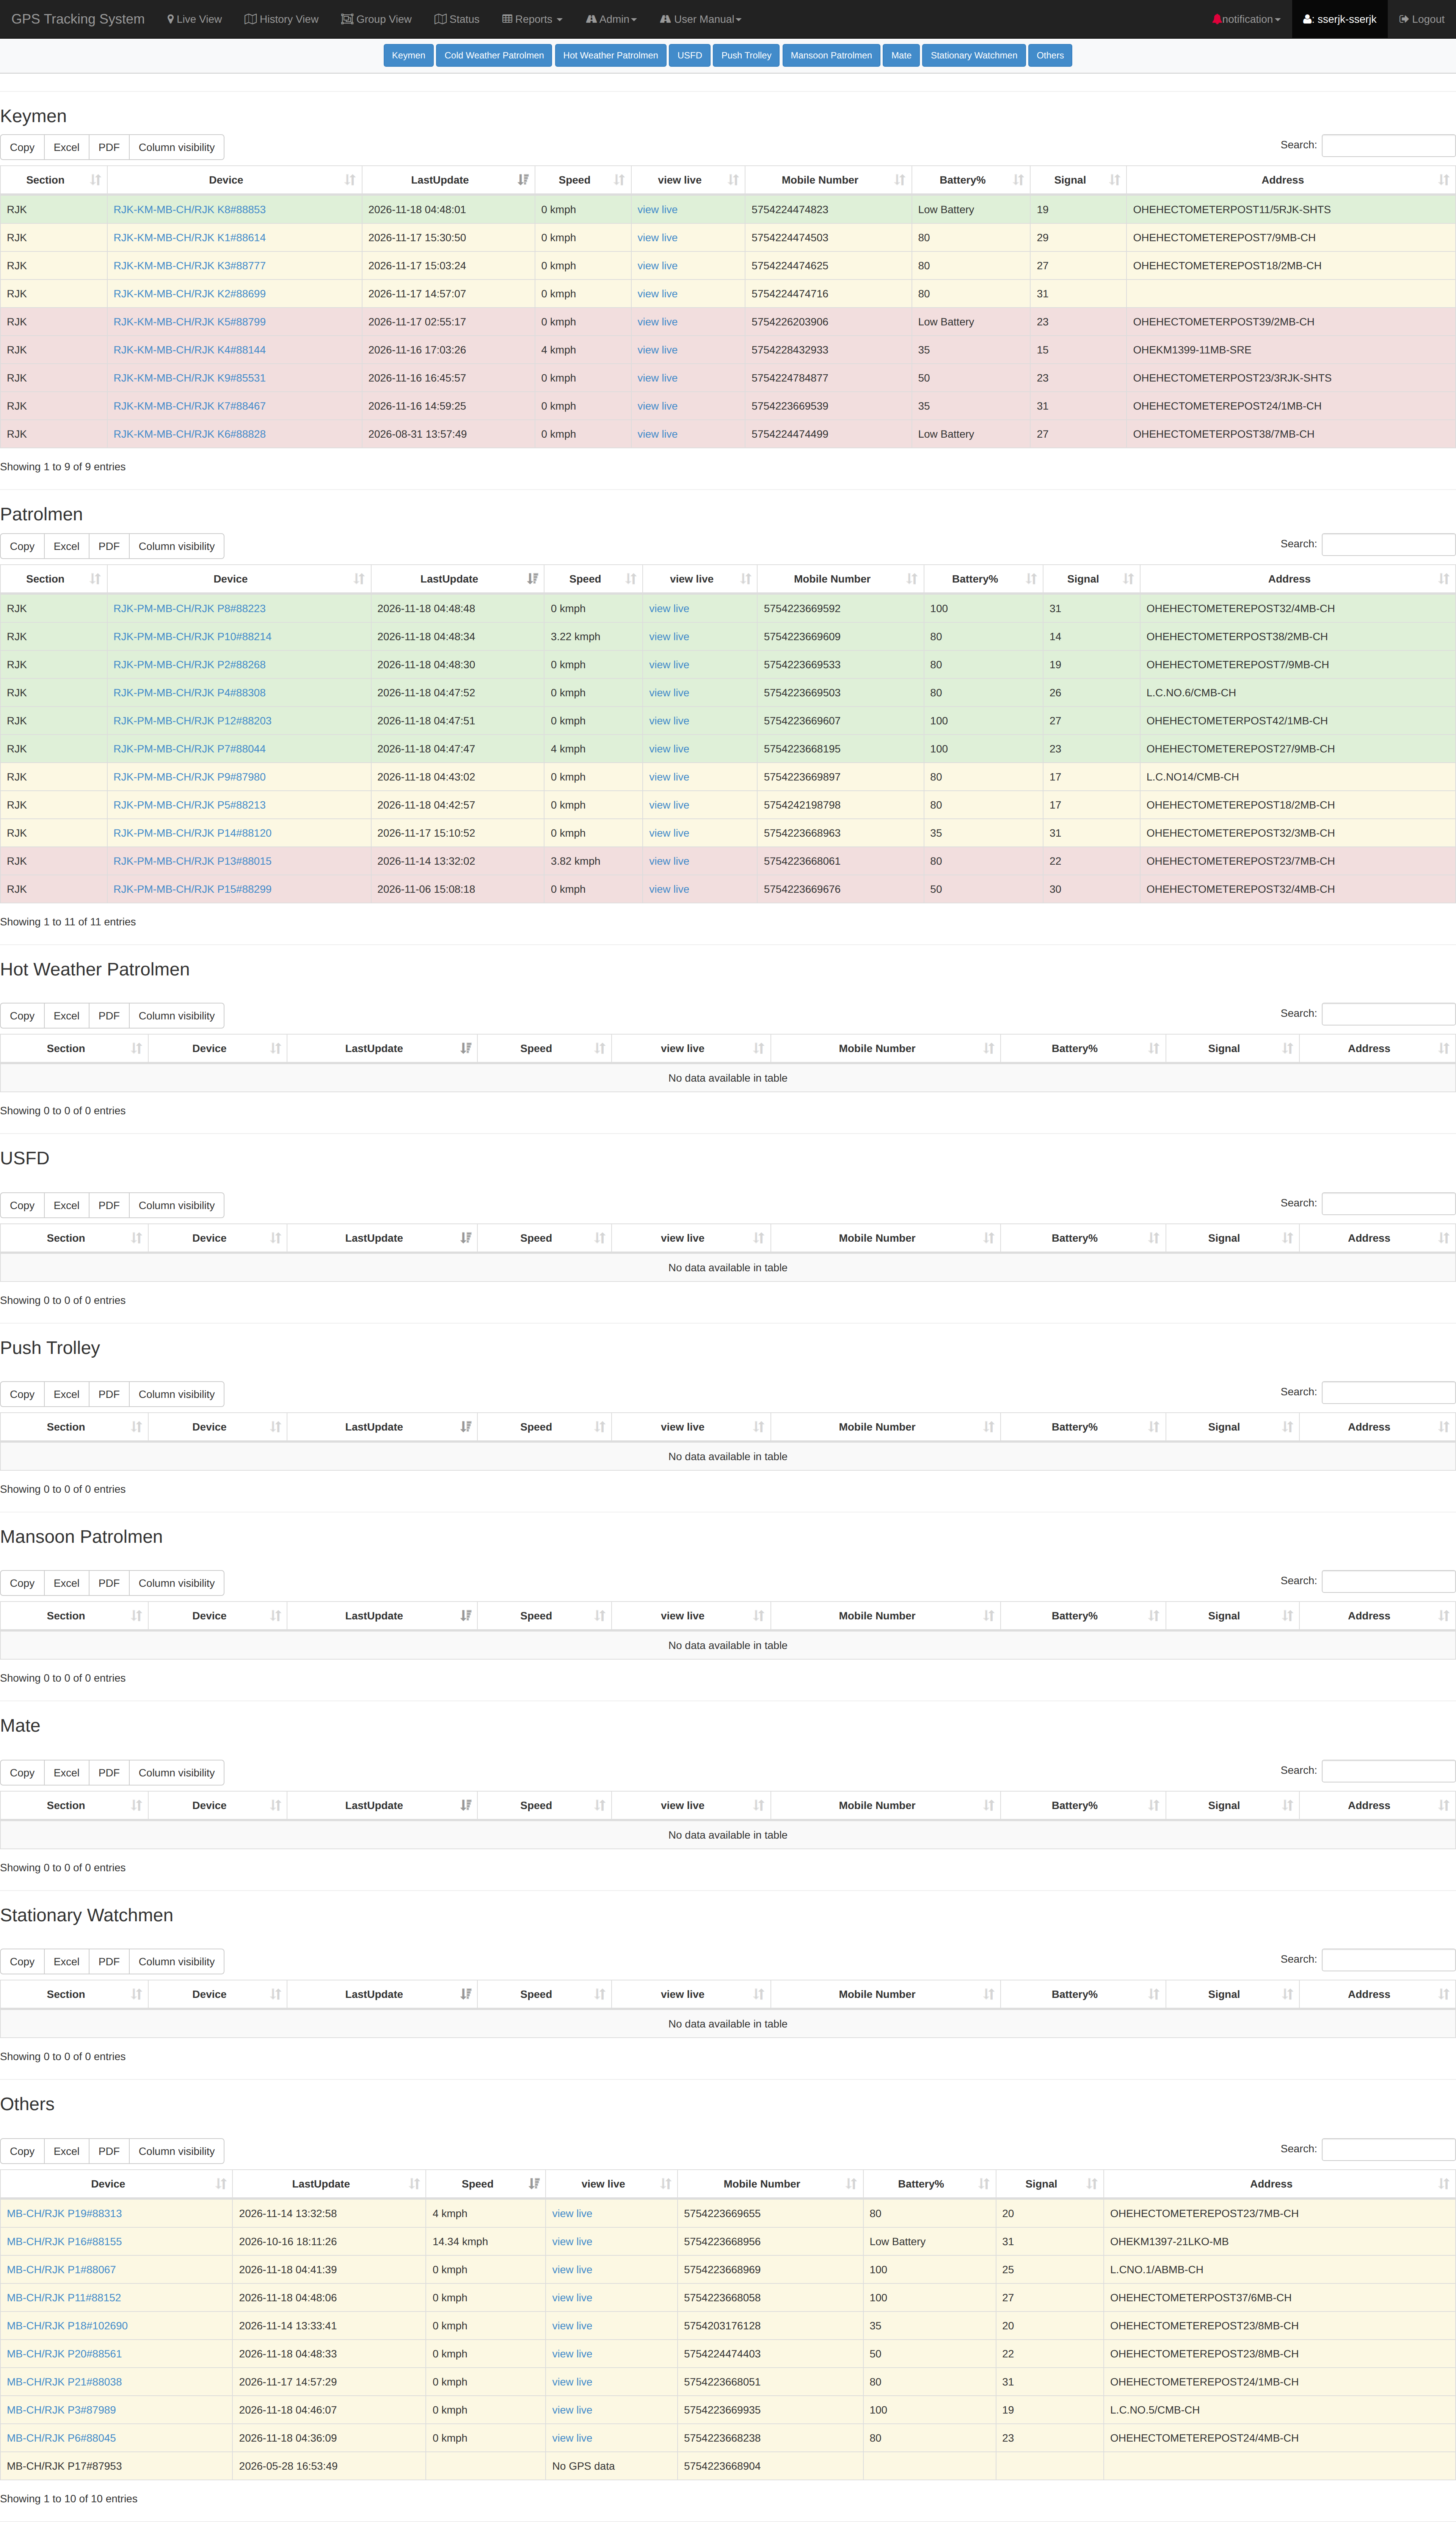 GPS Tracking System Live View History View Group View Status Reports Admin User Manual notification : sserjk-sserjk Logout
Keymen Cold Weather Patrolmen Hot Weather Patrolmen USFD Push Trolley Mansoon Patrolmen Mate Stationary Watchmen Others
Keymen
Copy Excel PDF Column visibility Search:
Section Device LastUpdate Speed view live Mobile Number Battery% Signal Address
RJK RJK-KM-MB-CH/RJK K8#88853 2026-11-18 04:48:01 0 kmph view live 5754224474823 Low Battery 19 OHEHECTOMETERPOST11/5RJK-SHTS
RJK RJK-KM-MB-CH/RJK K1#88614 2026-11-17 15:30:50 0 kmph view live 5754224474503 80 29 OHEHECTOMETEREPOST7/9MB-CH
RJK RJK-KM-MB-CH/RJK K3#88777 2026-11-17 15:03:24 0 kmph view live 5754224474625 80 27 OHEHECTOMETEREPOST18/2MB-CH
RJK RJK-KM-MB-CH/RJK K2#88699 2026-11-17 14:57:07 0 kmph view live 5754224474716 80 31
RJK RJK-KM-MB-CH/RJK K5#88799 2026-11-17 02:55:17 0 kmph view live 5754226203906 Low Battery 23 OHEHECTOMETERPOST39/2MB-CH
RJK RJK-KM-MB-CH/RJK K4#88144 2026-11-16 17:03:26 4 kmph view live 5754228432933 35 15 OHEKM1399-11MB-SRE
RJK RJK-KM-MB-CH/RJK K9#85531 2026-11-16 16:45:57 0 kmph view live 5754224784877 50 23 OHEHECTOMETERPOST23/3RJK-SHTS
RJK RJK-KM-MB-CH/RJK K7#88467 2026-11-16 14:59:25 0 kmph view live 5754223669539 35 31 OHEHECTOMETEREPOST24/1MB-CH
RJK RJK-KM-MB-CH/RJK K6#88828 2026-08-31 13:57:49 0 kmph view live 5754224474499 Low Battery 27 OHEHECTOMETERPOST38/7MB-CH
Showing 1 to 9 of 9 entries
Patrolmen
Copy Excel PDF Column visibility Search:
Section Device LastUpdate Speed view live Mobile Number Battery% Signal Address
RJK RJK-PM-MB-CH/RJK P8#88223 2026-11-18 04:48:48 0 kmph view live 5754223669592 100 31 OHEHECTOMETEREPOST32/4MB-CH
RJK RJK-PM-MB-CH/RJK P10#88214 2026-11-18 04:48:34 3.22 kmph view live 5754223669609 80 14 OHEHECTOMETERPOST38/2MB-CH
RJK RJK-PM-MB-CH/RJK P2#88268 2026-11-18 04:48:30 0 kmph view live 5754223669533 80 19 OHEHECTOMETEREPOST7/9MB-CH
RJK RJK-PM-MB-CH/RJK P4#88308 2026-11-18 04:47:52 0 kmph view live 5754223669503 80 26 L.C.NO.6/CMB-CH
RJK RJK-PM-MB-CH/RJK P12#88203 2026-11-18 04:47:51 0 kmph view live 5754223669607 100 27 OHEHECTOMETERPOST42/1MB-CH
RJK RJK-PM-MB-CH/RJK P7#88044 2026-11-18 04:47:47 4 kmph view live 5754223668195 100 23 OHEHECTOMETEREPOST27/9MB-CH
RJK RJK-PM-MB-CH/RJK P9#87980 2026-11-18 04:43:02 0 kmph view live 5754223669897 80 17 L.C.NO14/CMB-CH
RJK RJK-PM-MB-CH/RJK P5#88213 2026-11-18 04:42:57 0 kmph view live 5754242198798 80 17 OHEHECTOMETEREPOST18/2MB-CH
RJK RJK-PM-MB-CH/RJK P14#88120 2026-11-17 15:10:52 0 kmph view live 5754223668963 35 31 OHEHECTOMETEREPOST32/3MB-CH
RJK RJK-PM-MB-CH/RJK P13#88015 2026-11-14 13:32:02 3.82 kmph view live 5754223668061 80 22 OHEHECTOMETEREPOST23/7MB-CH
RJK RJK-PM-MB-CH/RJK P15#88299 2026-11-06 15:08:18 0 kmph view live 5754223669676 50 30 OHEHECTOMETEREPOST32/4MB-CH
Showing 1 to 11 of 11 entries
Hot Weather Patrolmen
Copy Excel PDF Column visibility Search:
Section Device LastUpdate Speed view live Mobile Number Battery% Signal Address
No data available in table
Showing 0 to 0 of 0 entries
USFD
Copy Excel PDF Column visibility Search:
Section Device LastUpdate Speed view live Mobile Number Battery% Signal Address
No data available in table
Showing 0 to 0 of 0 entries
Push Trolley
Copy Excel PDF Column visibility Search:
Section Device LastUpdate Speed view live Mobile Number Battery% Signal Address
No data available in table
Showing 0 to 0 of 0 entries
Mansoon Patrolmen
Copy Excel PDF Column visibility Search:
Section Device LastUpdate Speed view live Mobile Number Battery% Signal Address
No data available in table
Showing 0 to 0 of 0 entries
Mate
Copy Excel PDF Column visibility Search:
Section Device LastUpdate Speed view live Mobile Number Battery% Signal Address
No data available in table
Showing 0 to 0 of 0 entries
Stationary Watchmen
Copy Excel PDF Column visibility Search:
Section Device LastUpdate Speed view live Mobile Number Battery% Signal Address
No data available in table
Showing 0 to 0 of 0 entries
Others
Copy Excel PDF Column visibility Search:
Device LastUpdate Speed view live Mobile Number Battery% Signal Address
MB-CH/RJK P19#88313 2026-11-14 13:32:58 4 kmph view live 5754223669655 80 20 OHEHECTOMETEREPOST23/7MB-CH
MB-CH/RJK P16#88155 2026-10-16 18:11:26 14.34 kmph view live 5754223668956 Low Battery 31 OHEKM1397-21LKO-MB
MB-CH/RJK P1#88067 2026-11-18 04:41:39 0 kmph view live 5754223668969 100 25 L.CNO.1/ABMB-CH
MB-CH/RJK P11#88152 2026-11-18 04:48:06 0 kmph view live 5754223668058 100 27 OHEHECTOMETERPOST37/6MB-CH
MB-CH/RJK P18#102690 2026-11-14 13:33:41 0 kmph view live 5754203176128 35 20 OHEHECTOMETEREPOST23/8MB-CH
MB-CH/RJK P20#88561 2026-11-18 04:48:33 0 kmph view live 5754224474403 50 22 OHEHECTOMETEREPOST23/8MB-CH
MB-CH/RJK P21#88038 2026-11-17 14:57:29 0 kmph view live 5754223668051 80 31 OHEHECTOMETEREPOST24/1MB-CH
MB-CH/RJK P3#87989 2026-11-18 04:46:07 0 kmph view live 5754223669935 100 19 L.C.NO.5/CMB-CH
MB-CH/RJK P6#88045 2026-11-18 04:36:09 0 kmph view live 5754223668238 80 23 OHEHECTOMETEREPOST24/4MB-CH
MB-CH/RJK P17#87953 2026-05-28 16:53:49 No GPS data 5754223668904
Showing 1 to 10 of 10 entries